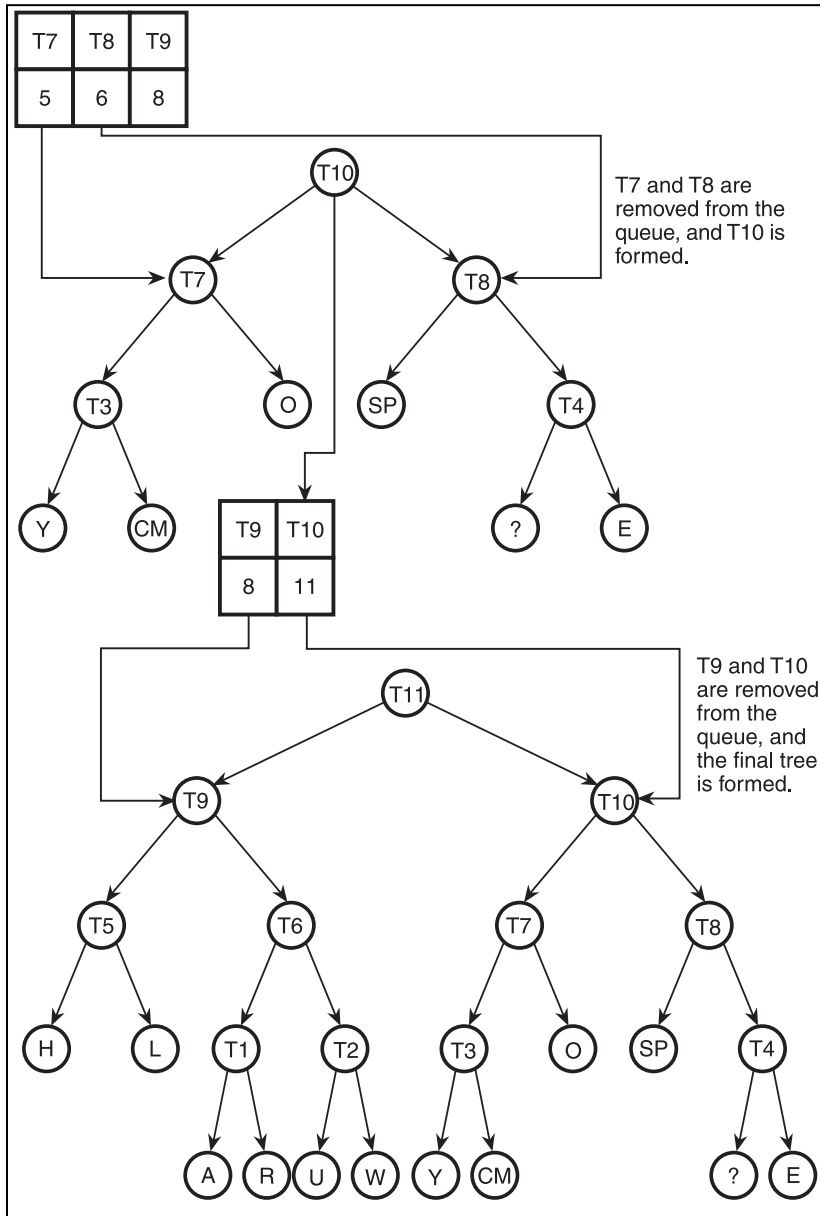 T7 T8 T9
5 6 8
T10
T7 and T8 are
removed from the
queue, and T10 is
formed.
T7 T8
T3 O SP T4
Y CM ? E
T9 T10
8 11
T11
T9 and T10
are removed
from the
queue, and
the final tree
is formed.
T9 T10
T5 T6 T7 T8
H L T1 T2 T3 O SP T4
A R U W Y CM ? E